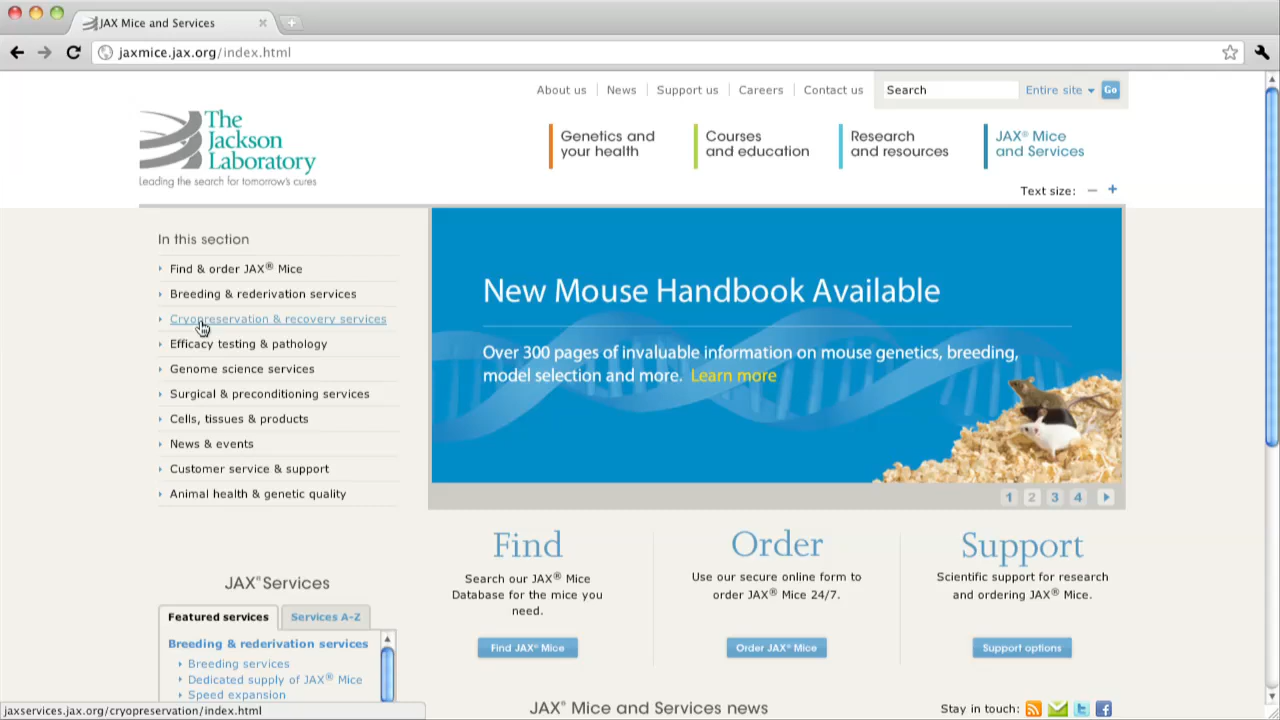 JAX Mice and Services
jaxmice.jax.org/index.html
About us
News
Support us
Careers
Contact us
Search
Entire site
Go
The
Jackson
Laboratory
Leading the search for tomorrow's cures
Genetics and
your health
Courses
and education
Research
and resources
JAX® Mice
and Services
Text size: – +
In this section
Find & order JAX® Mice
Breeding & rederivation services
Cryopreservation & recovery services
Efficacy testing & pathology
Genome science services
Surgical & preconditioning services
Cells, tissues & products
News & events
Customer service & support
Animal health & genetic quality
New Mouse Handbook Available
Over 300 pages of invaluable information on mouse genetics, breeding,
model selection and more. Learn more
1 2 3 4
Find
Search our JAX® Mice
Database for the mice you
need.
Find JAX® Mice
Order
Use our secure online form to
order JAX® Mice 24/7.
Order JAX® Mice
Support
Scientific support for research
and ordering JAX® Mice.
Support options
JAX® Services
Featured services
Services A-Z
Breeding & rederivation services
Breeding services
Dedicated supply of JAX® Mice
Speed expansion
JAX® Mice and Services news
Stay in touch:
jaxservices.jax.org/cryopreservation/index.html